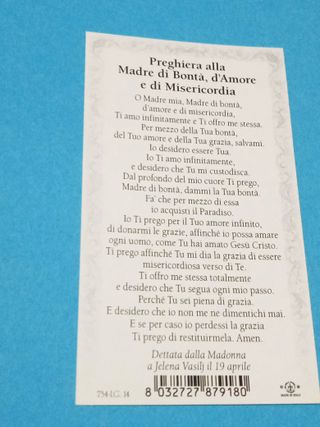 Preghiera alla
Madre di Bontà, d'Amore
e di Misericordia
O Madre mia, Madre di bontà,
d'amore e di misericordia,
Ti amo infinitamente e Ti offro me stessa.
Per mezzo della Tua bontà,
del Tuo amore e della Tua grazia, salvami.
Io desidero essere Tua.
Io Ti amo infinitamente,
e desidero che Tu mi custodisca.
Dal profondo del mio cuore Ti prego,
Madre di bontà, dammi la Tua bontà.
Fa' che per mezzo di essa
io acquisti il Paradiso.
Io Ti prego per il Tuo amore infinito,
di donarmi le grazie, affinché io possa amare
ogni uomo, come Tu hai amato Gesù Cristo.
Ti prego affinché Tu mi dia la grazia di essere
misericordiosa verso di Te.
Ti offro me stessa totalmente
e desidero che Tu segua ogni mio passo.
Perché Tu sei piena di grazia.
E desidero che io non me ne dimentichi mai.
E se per caso io perdessi la grazia
Ti prego di restituirmela. Amen.
Dettata dalla Madonna
a Jelena Vasilj il 19 aprile
8 032727 879180
MADE IN ITALY